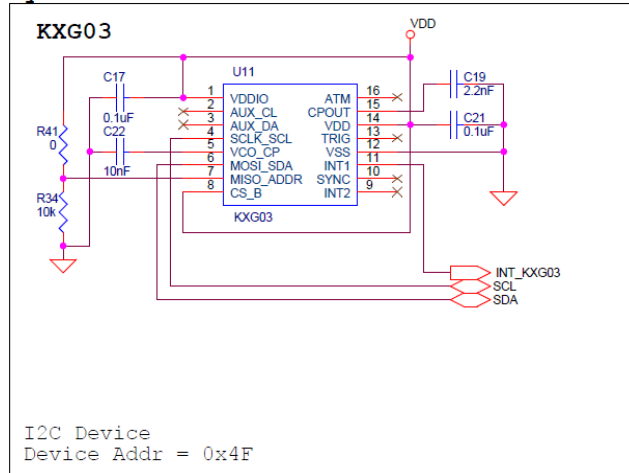 KXG03
VDD
U11
C17
0.1uF
C22
10nF
R41
0
R34
10k
1 VDDIO
2 AUX_CL
3 AUX_DA
4 SCLK_SCL
5 VCO_CP
6 MOSI_SDA
7 MISO_ADDR
8 CS_B
ATM 16
CPOUT 15
VDD 14
TRIG 13
VSS 12
INT1 11
SYNC 10
INT2 9
KXG03
C19
2.2nF
C21
0.1uF
INT_KXG03
SCL
SDA
I2C Device
Device Addr = 0x4F